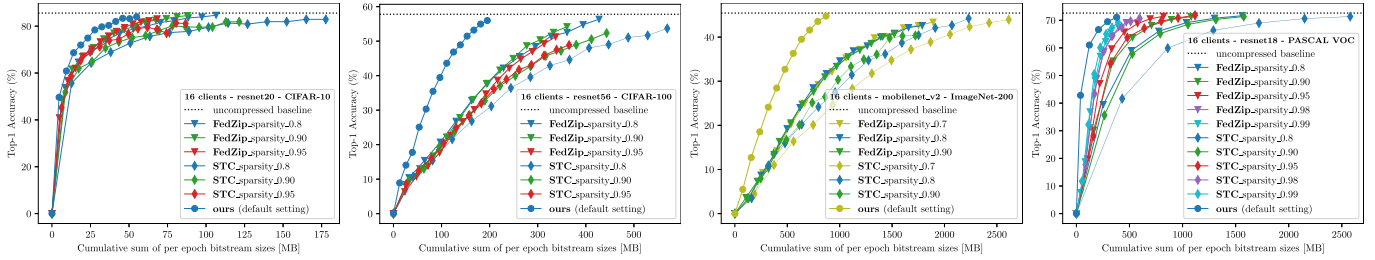 80
60
40
20
0
Top-1 Accuracy (%)
0
25
50
75
100
125
150
175
Cumulative sum of per epoch bitstream sizes [MB]
16 clients - resnet20 - CIFAR-10
uncompressed baseline
FedZip_sparsity_0.8
FedZip_sparsity_0.90
FedZip_sparsity_0.95
STC_sparsity_0.8
STC_sparsity_0.90
STC_sparsity_0.95
ours (default setting)
60
50
40
30
20
10
0
Top-1 Accuracy (%)
0
100
200
300
400
500
Cumulative sum of per epoch bitstream sizes [MB]
16 clients - resnet56 - CIFAR-100
uncompressed baseline
FedZip_sparsity_0.8
FedZip_sparsity_0.90
FedZip_sparsity_0.95
STC_sparsity_0.8
STC_sparsity_0.90
STC_sparsity_0.95
ours (default setting)
40
30
20
10
0
Top-1 Accuracy (%)
0
500
1000
1500
2000
2500
Cumulative sum of per epoch bitstream sizes [MB]
16 clients - mobilenet_v2 - ImageNet-200
uncompressed baseline
FedZip_sparsity_0.7
FedZip_sparsity_0.8
FedZip_sparsity_0.90
STC_sparsity_0.7
STC_sparsity_0.8
STC_sparsity_0.90
ours (default setting)
70
60
50
40
30
20
10
0
Top-1 Accuracy (%)
0
500
1000
1500
2000
2500
Cumulative sum of per epoch bitstream sizes [MB]
16 clients - resnet18 - PASCAL VOC
uncompressed baseline
FedZip_sparsity_0.8
FedZip_sparsity_0.90
FedZip_sparsity_0.95
FedZip_sparsity_0.98
FedZip_sparsity_0.99
STC_sparsity_0.8
STC_sparsity_0.90
STC_sparsity_0.95
STC_sparsity_0.98
STC_sparsity_0.99
ours (default setting)